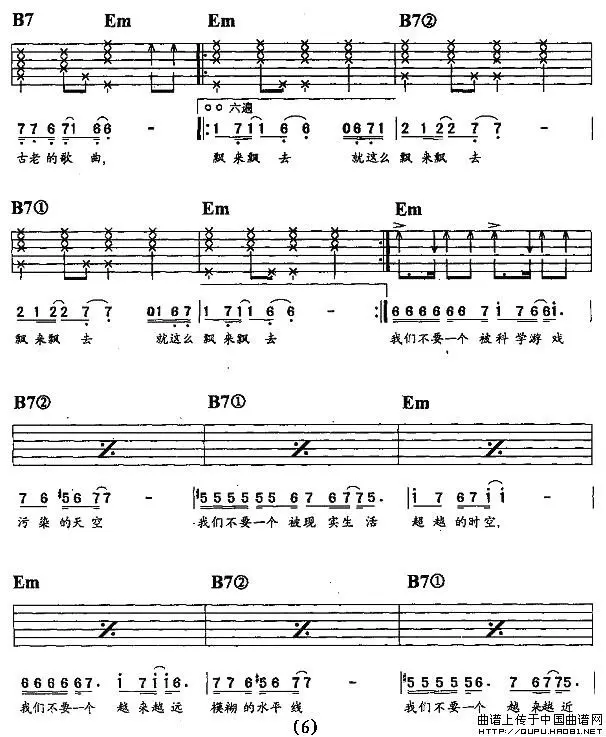 B7 Em Em B7②
六遍
7 7 6 7 1 6 6 - 1 7 1 1 6 6 0 6 7 1 2 1 2 2 7 7 -
古老的歌 曲, 飘来飘 去 就这么 飘来飘 去
B7① Em Em
2 1 2 2 7 7 0 1 6 7 1 7 1 1 6 6 - 6 6 6 6 6 6 6 7 i 7 6 6 i.
飘来飘 去 就这么 飘来飘 去 我们不要一个 被科学游戏
B7② B7① Em
7 6 #5 6 7 7 - #5 5 5 5 5 5 6 7 6 7 7 5. i 7 6 7 i i -
污染的天空 我们不要一个 被现 实生活 超越的时空,
Em B7② B7①
6 6 6 6 6 7. i 7 i i 6. 7 7 6 #5 6 7 7 - #5 5 5 5 5 6. 7 6 7 7 5.
我们不要一个 越来越远 模糊的水平线 我们不要一个 越来越近
(6)
曲谱上传于中国曲谱网
HTTP://QUPU.HAO81.NET